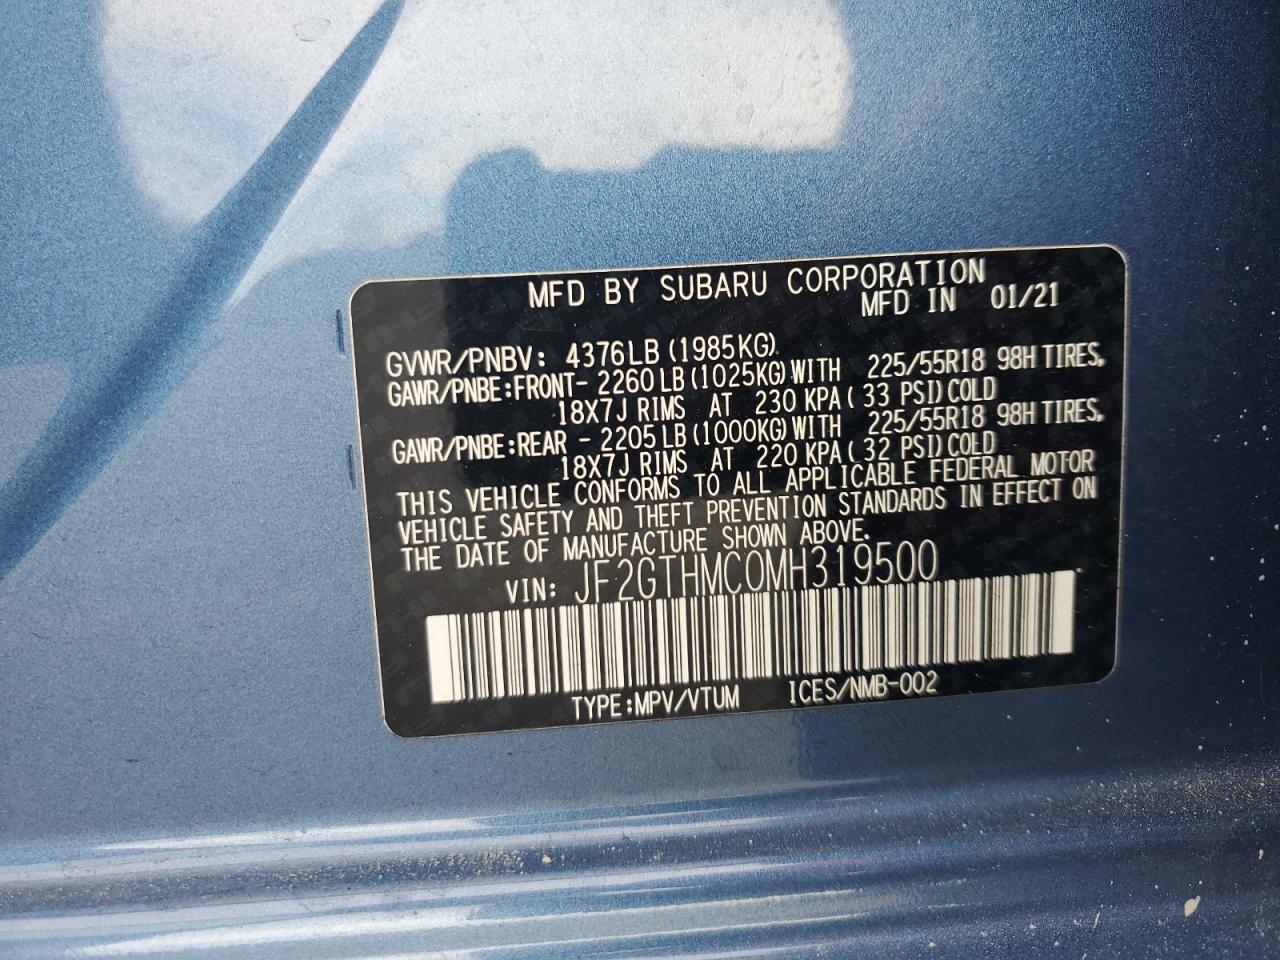 MFD BY SUBARU CORPORATION
MFD IN 01/21
GVWR/PNBV: 4376LB (1985KG)
GAWR/PNBE:FRONT- 2260 LB (1025KG) WITH 225/55R18 98H TIRES,
18X7J RIMS AT 230 KPA ( 33 PSI) COLD
GAWR/PNBE:REAR - 2205 LB (1000KG) WITH 225/55R18 98H TIRES,
18X7J RIMS AT 220 KPA ( 32 PSI) COLD
THIS VEHICLE CONFORMS TO ALL APPLICABLE FEDERAL MOTOR
VEHICLE SAFETY AND THEFT PREVENTION STANDARDS IN EFFECT ON
THE DATE OF MANUFACTURE SHOWN ABOVE.
VIN: JF2GTHMC0MH319500
TYPE:MPV/VTUM ICES/NMB-002